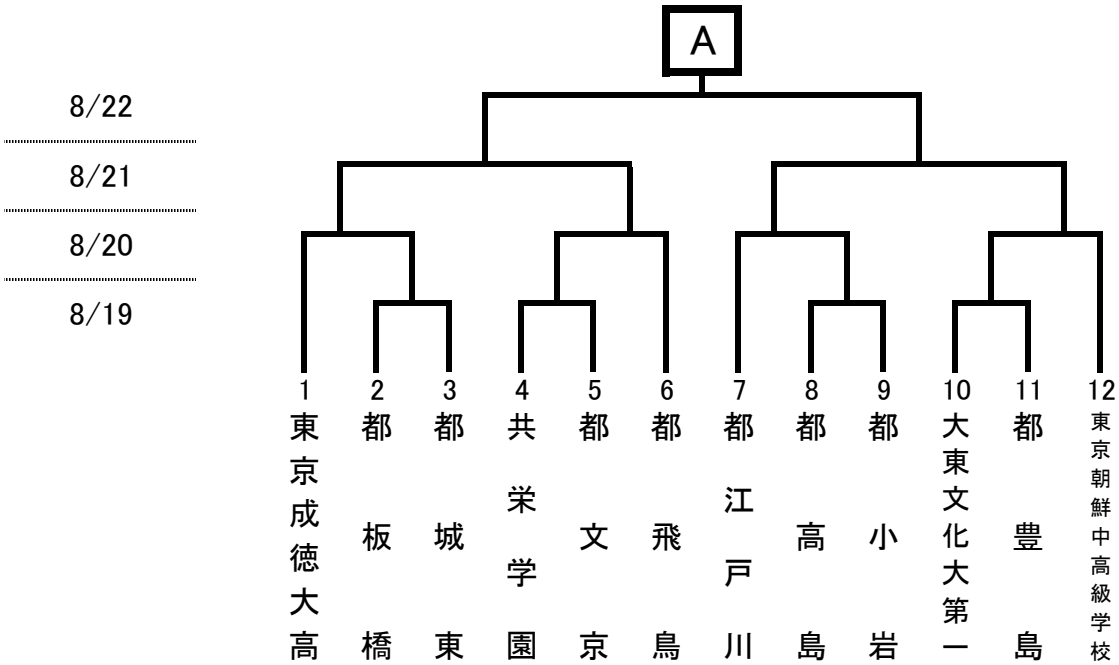 A
8/22
8/21
8/20
8/19
1 2 3 4 5 6 7 8 9 10 11 12
東京成徳大高
都板橋
都城東
共栄学園
都文京
都飛鳥
都江戸川
都高島
都小岩
大東文化大第一
都豊島
東京朝鮮中高級学校